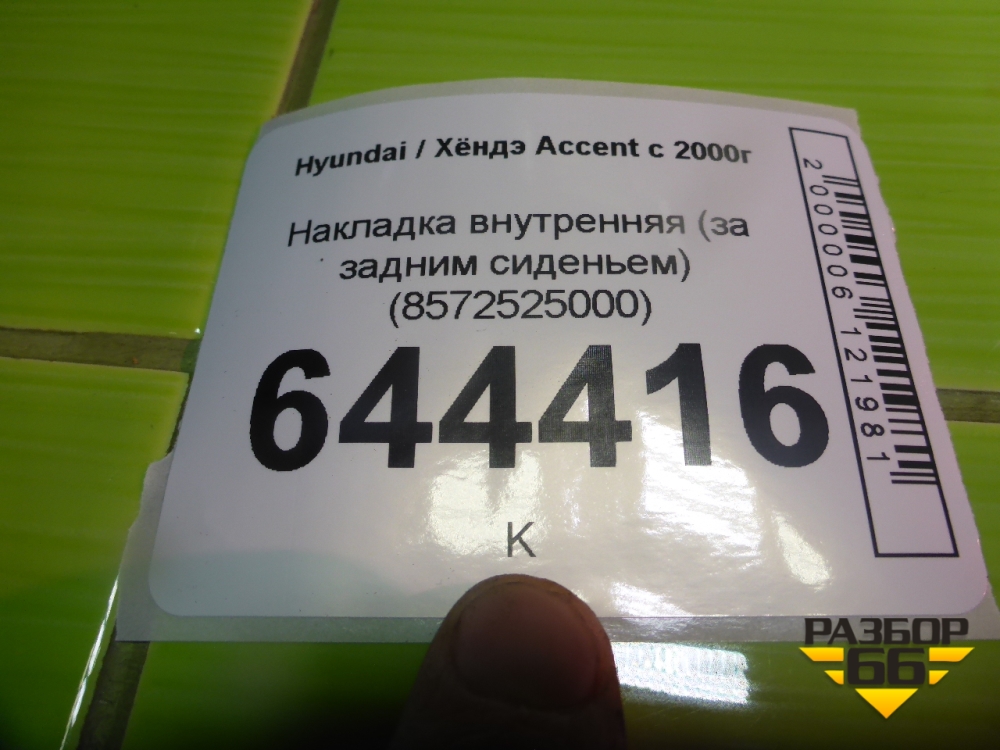 Hyundai / Хёндэ Accent с 2000г
Накладка внутренняя (за
задним сиденьем)
(8572525000)
644416
К
2000006121981
РАЗБОР
66